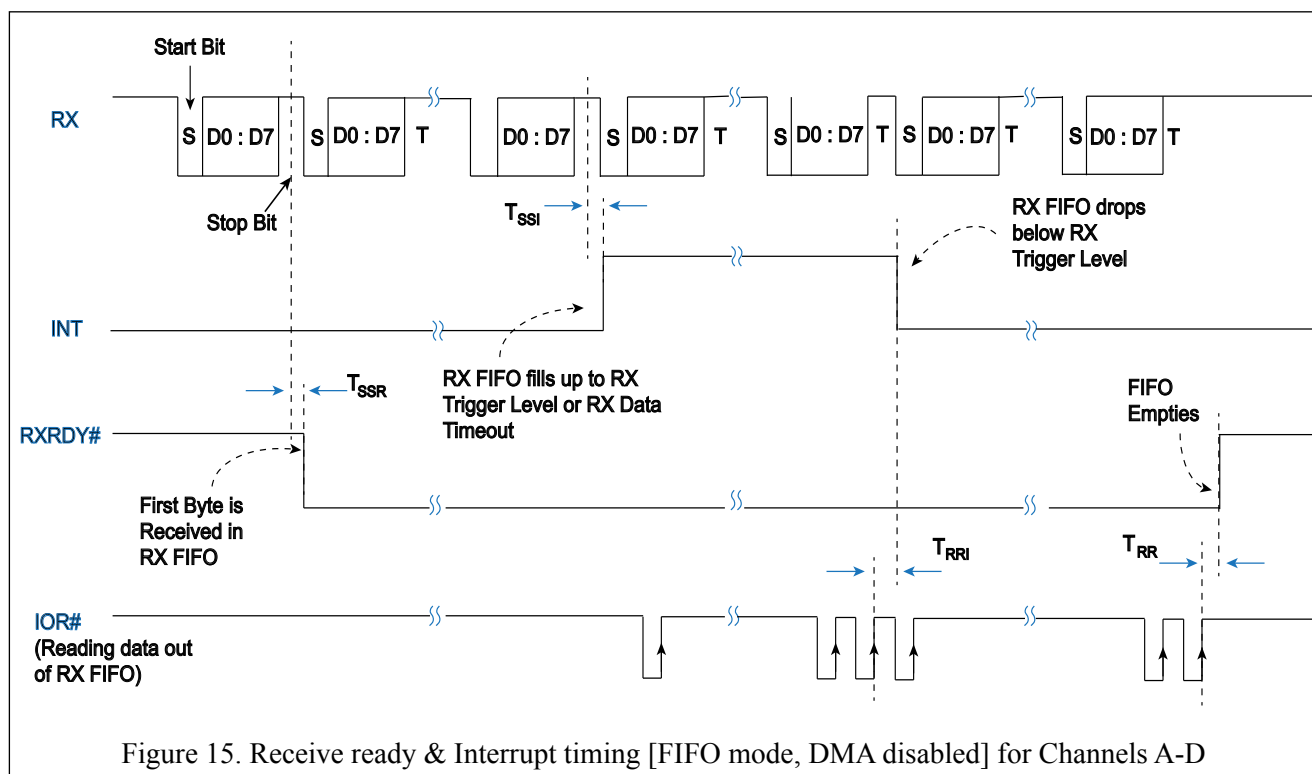 Start Bit
RX
S
D0 : D7
S
D0 : D7
T
D0 : D7
S
D0 : D7
T
S
D0 : D7
T
S
D0 : D7
T
S
D0 : D7
T
Stop Bit
TSSI
RX FIFO drops
below RX
Trigger Level
INT
TSSR
RX FIFO fills up to RX
Trigger Level or RX Data
Timeout
FIFO
Empties
RXRDY#
First Byte is
Received in
RX FIFO
TRRI
TRR
IOR#
(Reading data out
of RX FIFO)
Figure 15. Receive ready & Interrupt timing [FIFO mode, DMA disabled] for Channels A-D